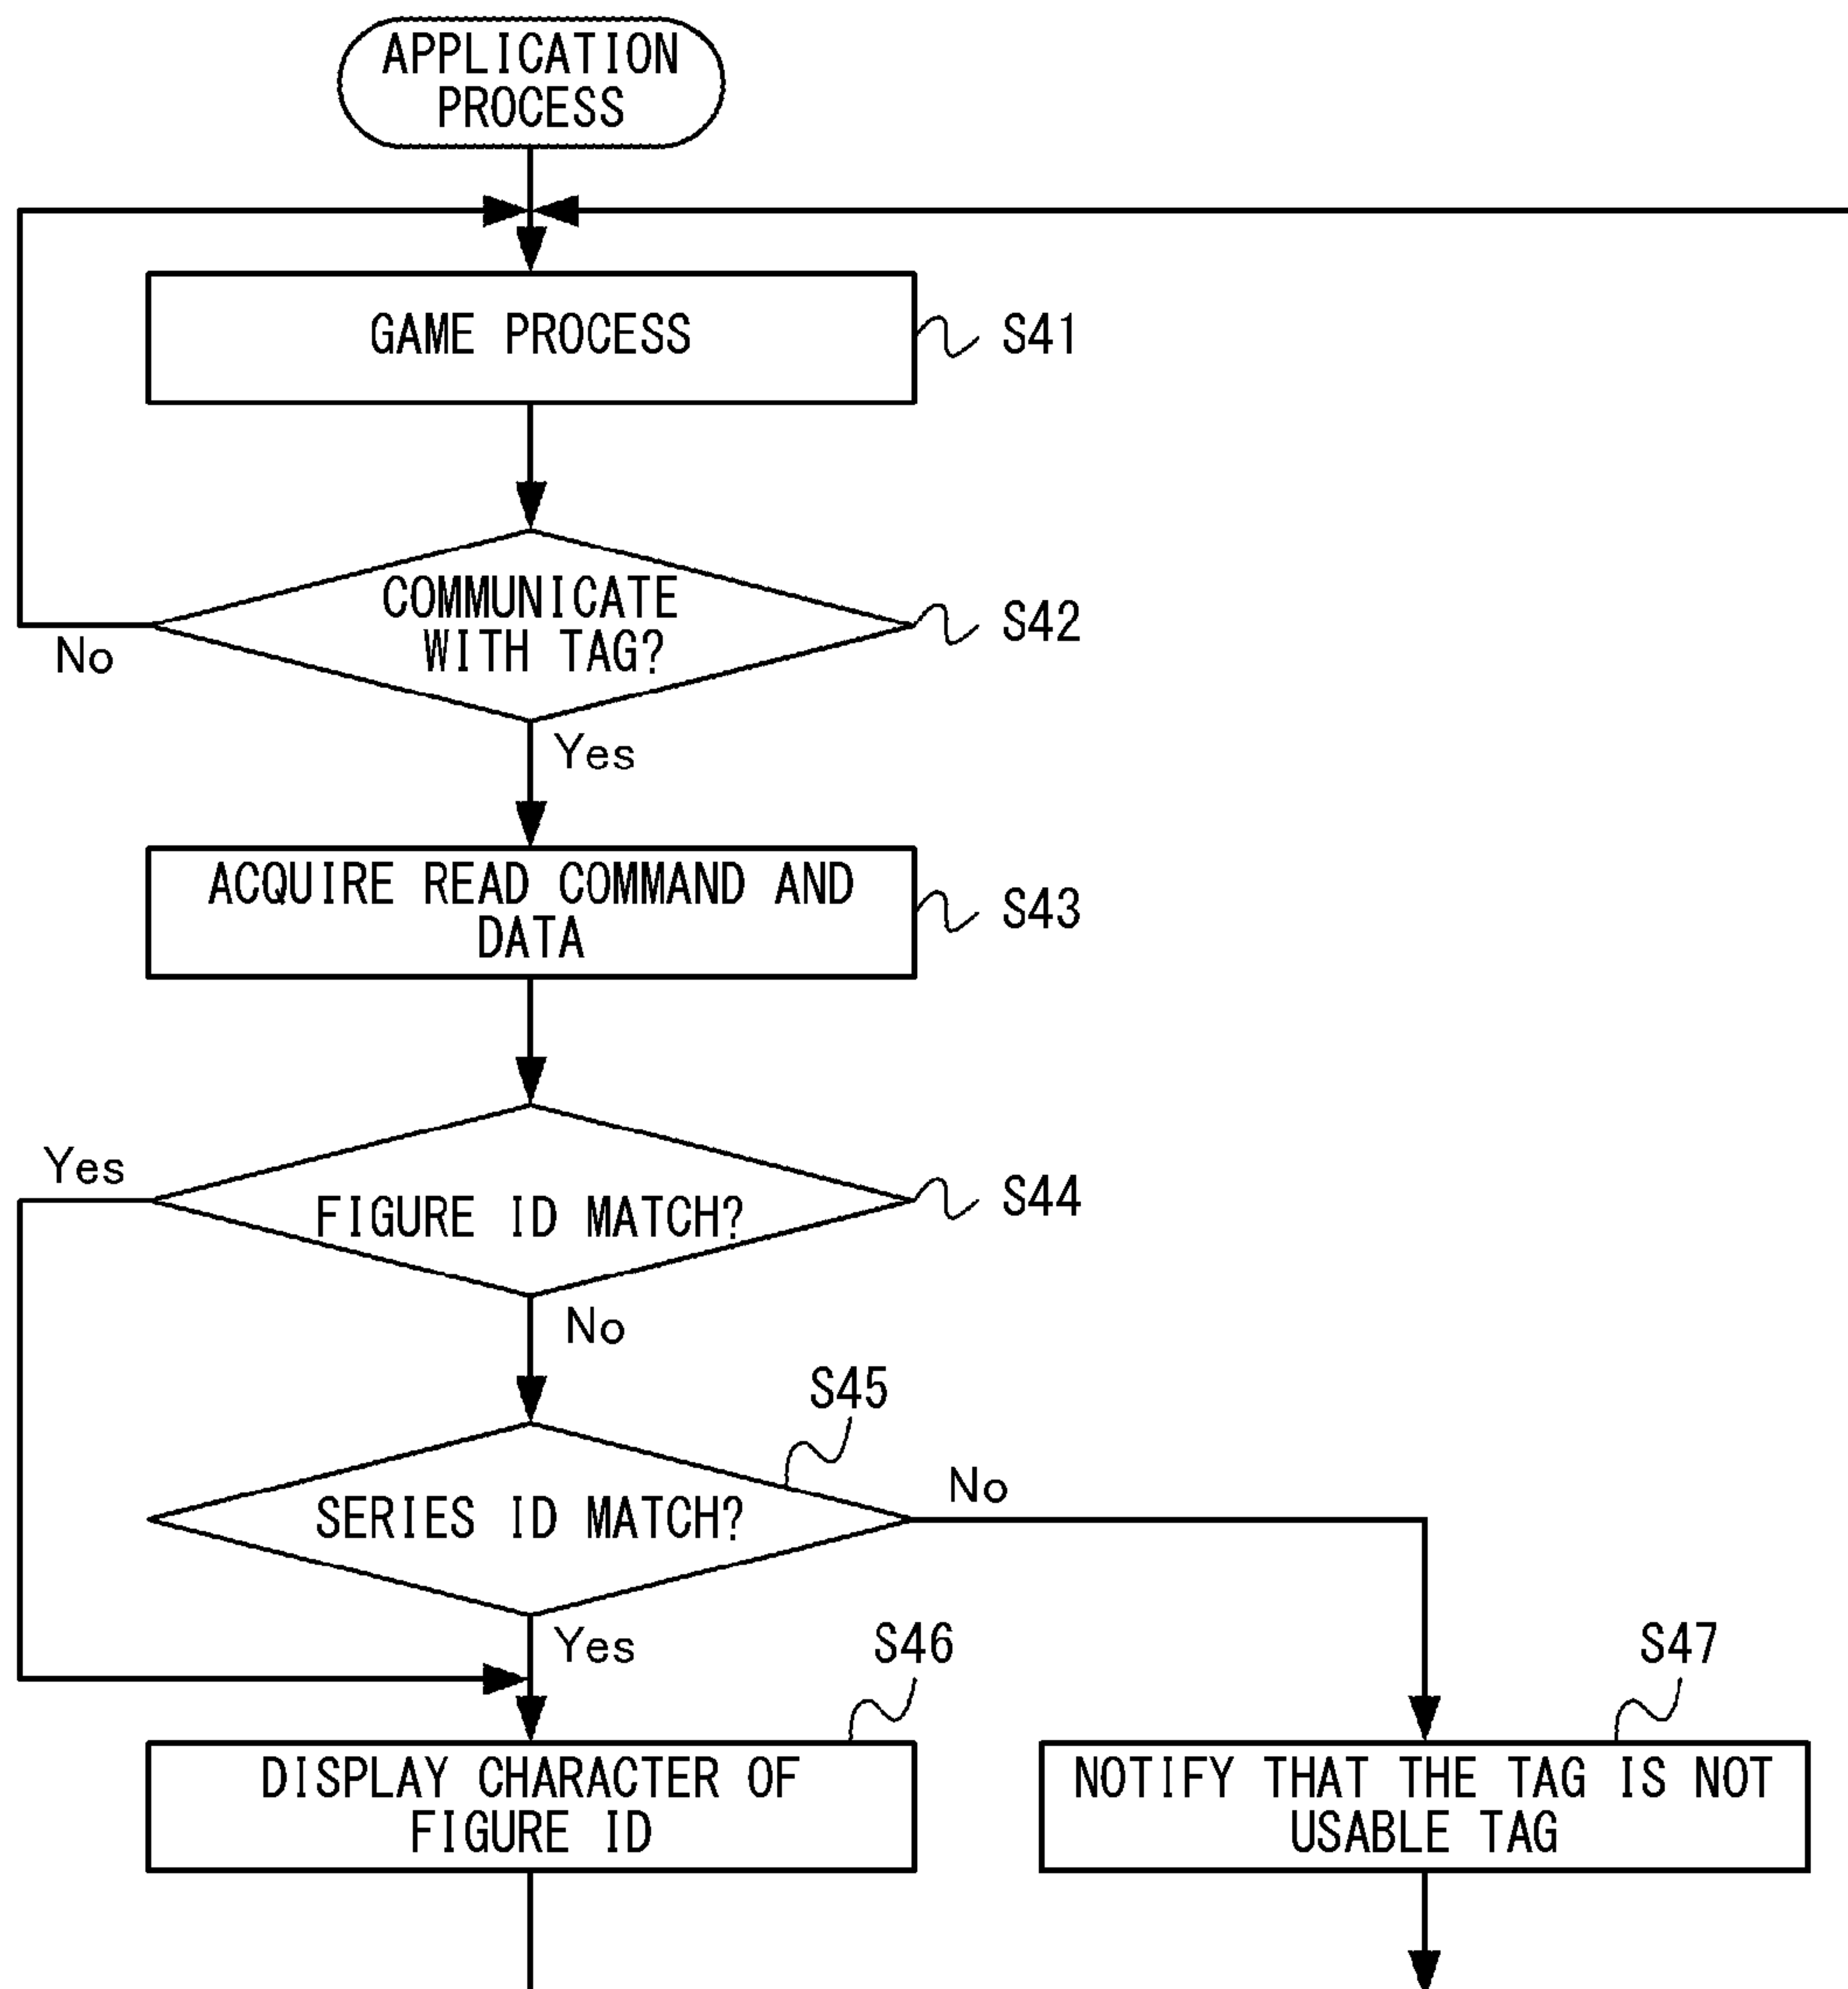 APPLICATION
PROCESS
GAME PROCESS
S41
COMMUNICATE
WITH TAG?
S42
No
Yes
ACQUIRE READ COMMAND AND
DATA
S43
Yes
FIGURE ID MATCH?
S44
No
S45
SERIES ID MATCH?
No
Yes
S46
S47
DISPLAY CHARACTER OF
FIGURE ID
NOTIFY THAT THE TAG IS NOT
USABLE TAG